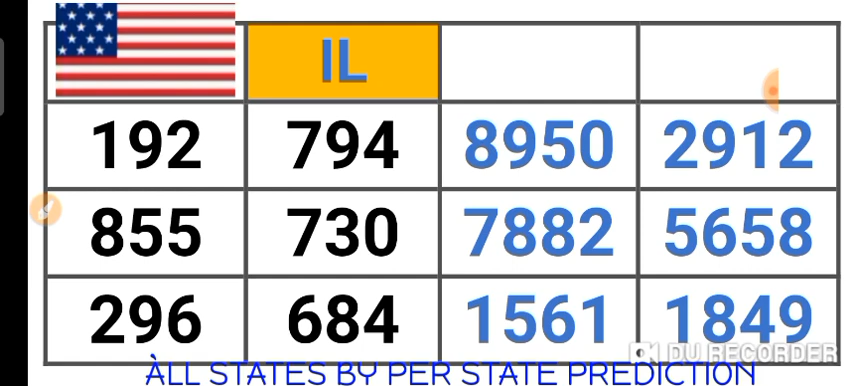 IL
192 794 8950 2912
855 730 7882 5658
296 684 1561 1849
DU RECORDER
ÀLL STATES BY PER STATE PREDICTION